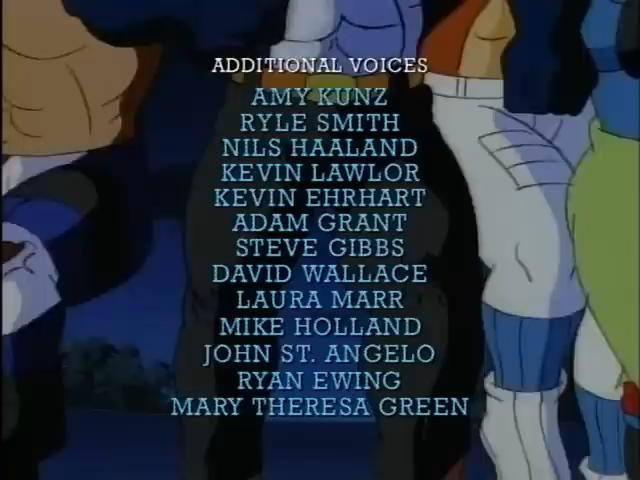 ADDITIONAL VOICES
AMY KUNZ
RYLE SMITH
NILS HAALAND
KEVIN LAWLOR
KEVIN EHRHART
ADAM GRANT
STEVE GIBBS
DAVID WALLACE
LAURA MARR
MIKE HOLLAND
JOHN ST. ANGELO
RYAN EWING
MARY THERESA GREEN